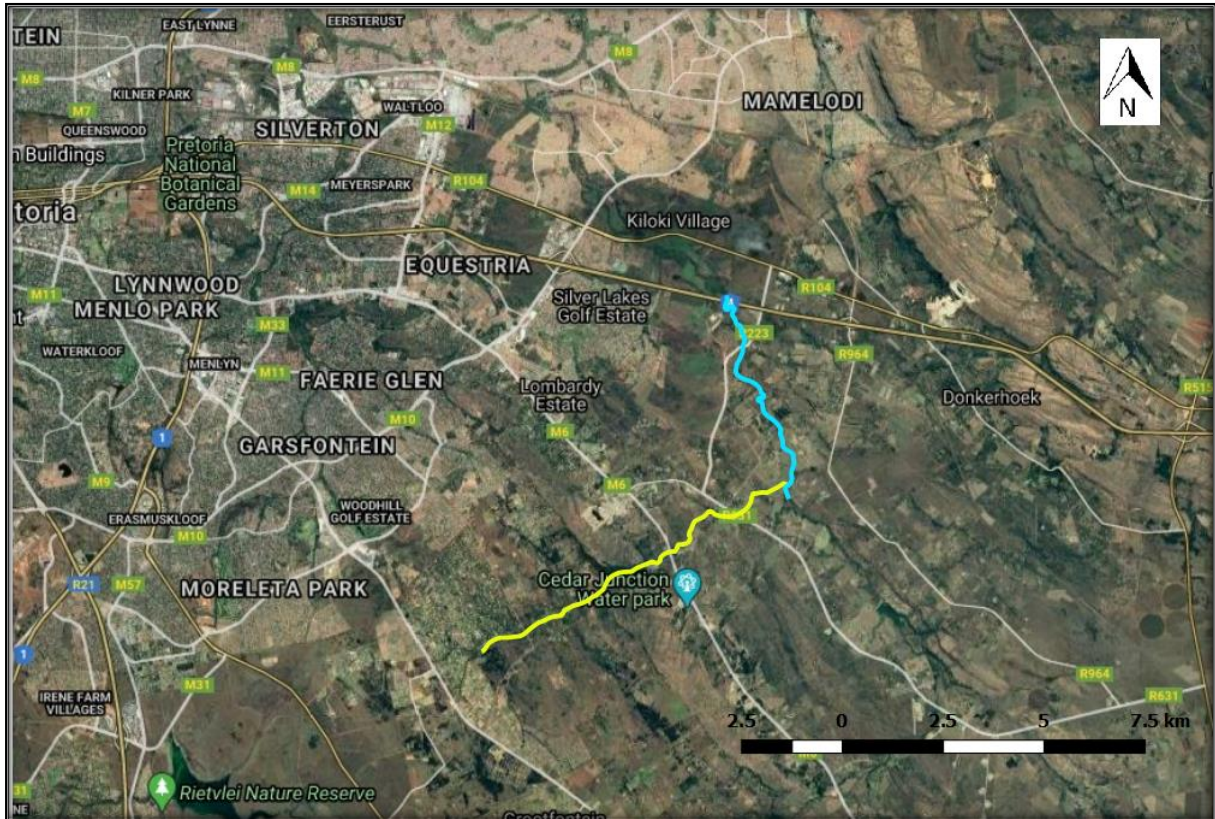 TEIN
EAST LYNNE
EERSTERUST
M8
M8
M8
KILNER PARK
M7
WALTLOO
MAMELODI
N
QUEENSWOOD
SILVERTON
M12
n Buildings
Pretoria
National
Botanical
Gardens
M14
MEYERSPARK
R104
toria
Kiloki Village
EQUESTRIA
LYNNWOOD
MENLO PARK
M11
Silver Lakes
Golf Estate
R104
M33
R964
WATERKLOOF
MENLYN
M11
FAERIE GLEN
Lombardy
Estate
Donkerhoek
M10
M6
1
GARSFONTEIN
M9
M6
WOODHILL
GOLF ESTATE
ERASMUSKLOOF
M10
R21
M57
MORELETA PARK
Cedar Junction
Water park
1
M31
R964
R631
IRENE FARM
VILLAGES
2.5
0
2.5
5
7.5 km
31
Rietvlei Nature Reserve
NE